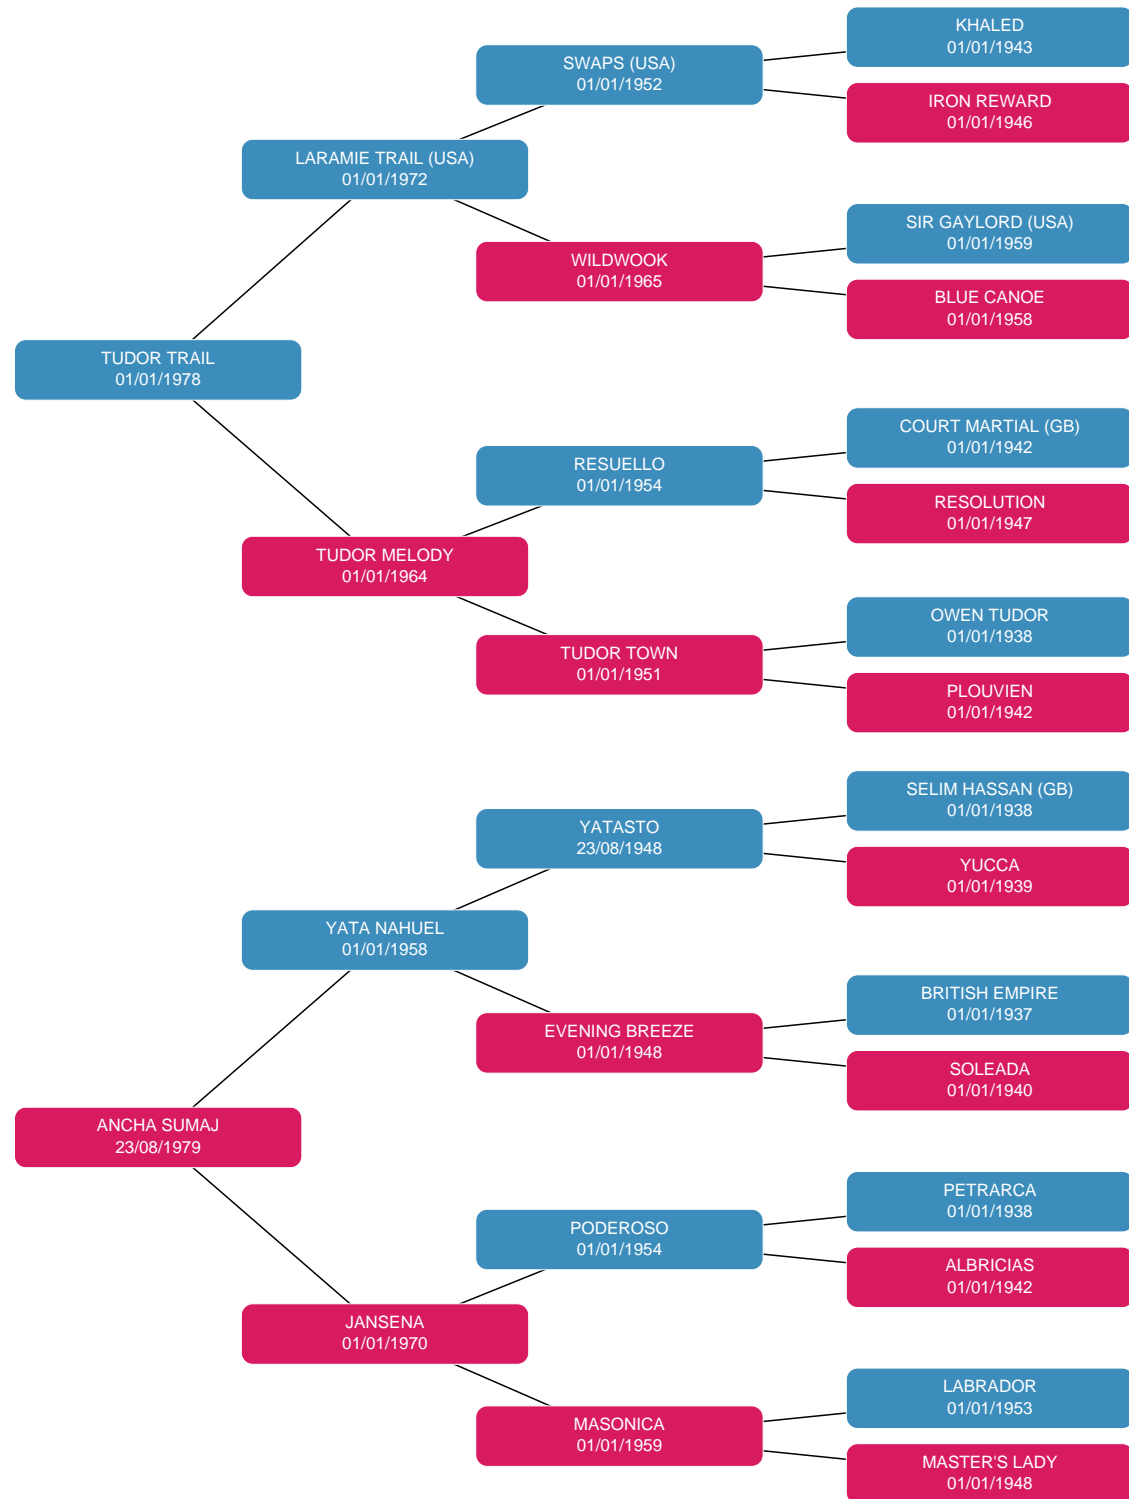 KHALED
01/01/1943
SWAPS (USA)
01/01/1952
IRON REWARD
01/01/1946
LARAMIE TRAIL (USA)
01/01/1972
SIR GAYLORD (USA)
01/01/1959
WILDWOOK
01/01/1965
BLUE CANOE
01/01/1958
TUDOR TRAIL
01/01/1978
COURT MARTIAL (GB)
01/01/1942
RESUELLO
01/01/1954
RESOLUTION
01/01/1947
TUDOR MELODY
01/01/1964
OWEN TUDOR
01/01/1938
TUDOR TOWN
01/01/1951
PLOUVIEN
01/01/1942
SELIM HASSAN (GB)
01/01/1938
YATASTO
23/08/1948
YUCCA
01/01/1939
YATA NAHUEL
01/01/1958
BRITISH EMPIRE
01/01/1937
EVENING BREEZE
01/01/1948
SOLEADA
01/01/1940
ANCHA SUMAJ
23/08/1979
PETRARCA
01/01/1938
PODEROSO
01/01/1954
ALBRICIAS
01/01/1942
JANSENA
01/01/1970
LABRADOR
01/01/1953
MASONICA
01/01/1959
MASTER'S LADY
01/01/1948